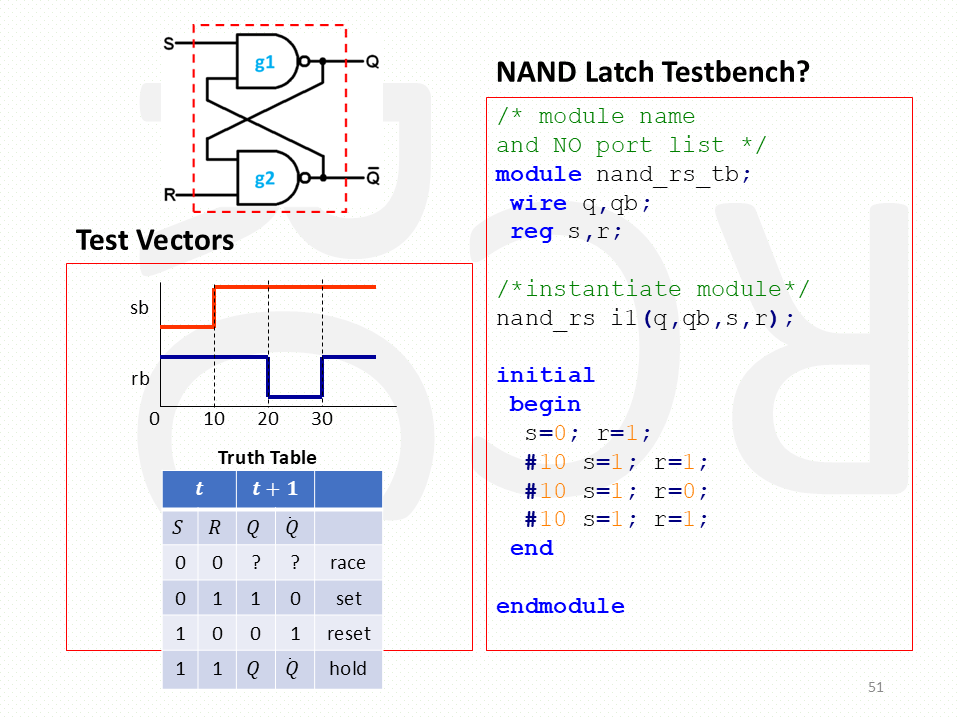 S
g1
Q
g2
R
Q̅
NAND Latch Testbench?
/* module name
and NO port list */
module nand_rs_tb;
wire q,qb;
reg s,r;
/*instantiate module*/
nand_rs i1(q,qb,s,r);
initial
begin
s=0; r=1;
#10 s=1; r=1;
#10 s=1; r=0;
#10 s=1; r=1;
end
endmodule
Test Vectors
sb
rb
0 10 20 30
Truth Table
t t + 1
S R Q Q̇
0 0 ? ? race
0 1 1 0 set
1 0 0 1 reset
1 1 Q Q̇ hold
51